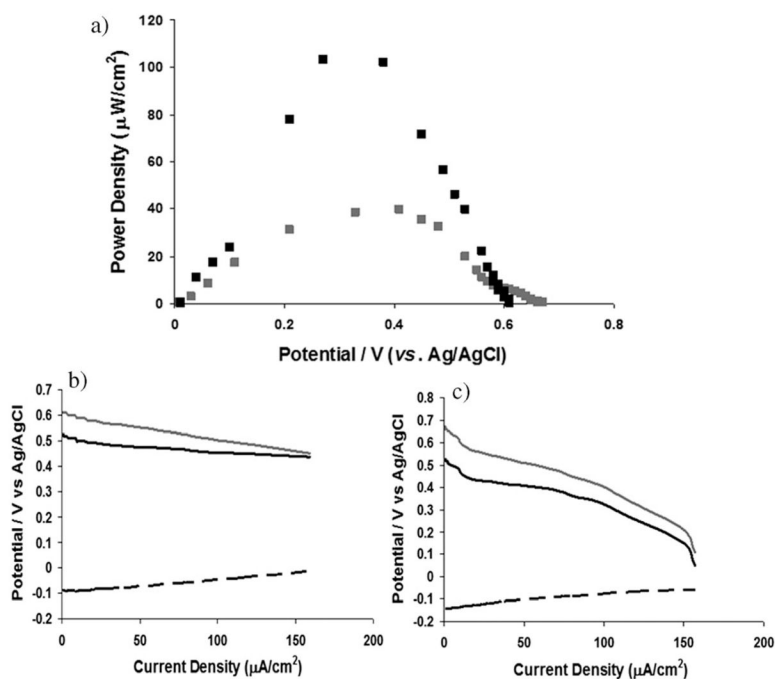 a)
Power Density ( μW/cm²)
120
100
80
60
40
20
0
0 0.2 0.4 0.6 0.8
Potential / V (vs. Ag/AgCl)
b)
Potential / V vs Ag/AgCl
0.7
0.6
0.5
0.4
0.3
0.2
0.1
0
-0.1
-0.2
0 50 100 150 200
Current Density (μA/cm²)
c)
Potential / V vs Ag/AgCl
0.8
0.7
0.6
0.5
0.4
0.3
0.2
0.1
0
-0.1
-0.2
0 50 100 150 200
Current Density (μA/cm²)